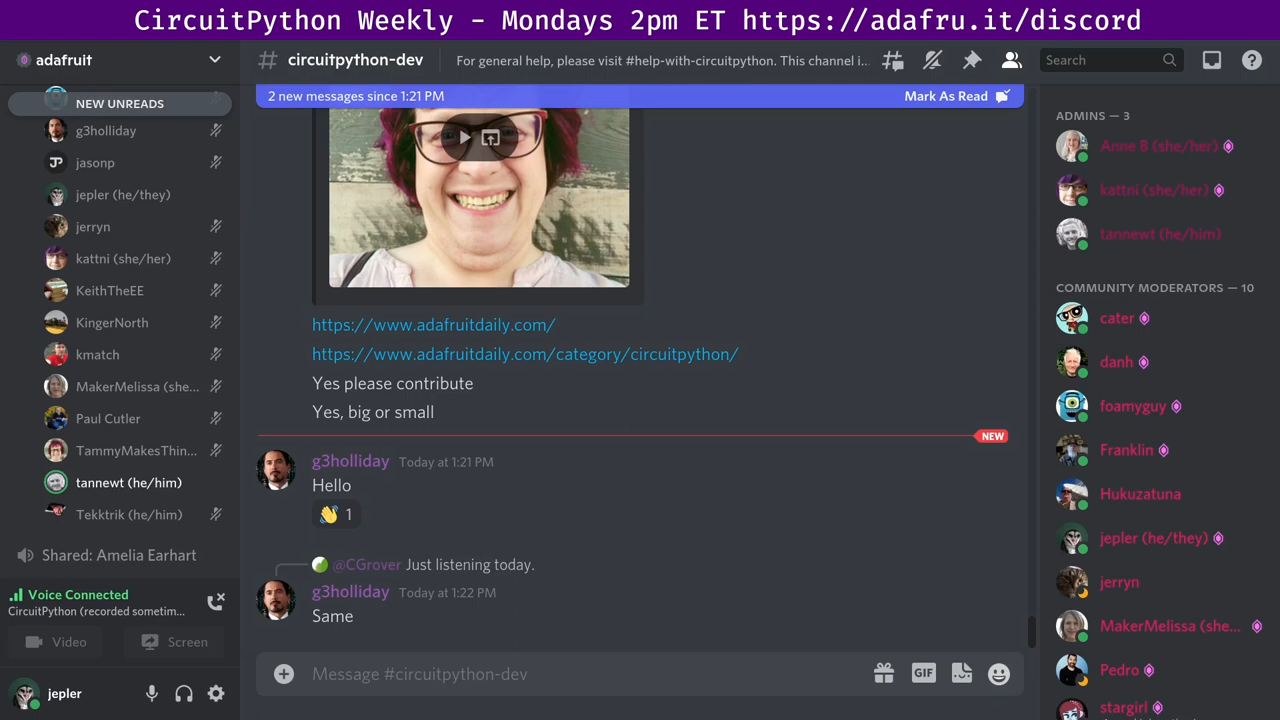 CircuitPython Weekly - Mondays 2pm ET https://adafru.it/discord
adafruit
NEW UNREADS
g3holliday
jasonp
jepler (he/they)
jerryn
kattni (she/her)
KeithTheEE
KingerNorth
kmatch
MakerMelissa (she...
Paul Cutler
TammyMakesThin...
tannewt (he/him)
Tekktrik (he/him)
Shared: Amelia Earhart
Voice Connected
CircuitPython (recorded sometim...
Video
Screen
jepler
# circuitpython-dev
For general help, please visit #help-with-circuitpython. This channel i...
Search
2 new messages since 1:21 PM
Mark As Read
https://www.adafruitdaily.com/
https://www.adafruitdaily.com/category/circuitpython/
Yes please contribute
Yes, big or small
NEW
g3holliday Today at 1:21 PM
Hello
👋 1
@CGrover Just listening today.
g3holliday Today at 1:22 PM
Same
Message #circuitpython-dev
GIF
ADMINS — 3
Anne B (she/her)
kattni (she/her)
tannewt (he/him)
COMMUNITY MODERATORS — 10
cater
danh
foamyguy
Franklin
Hukuzatuna
jepler (he/they)
jerryn
MakerMelissa (she...
Pedro
stargirl